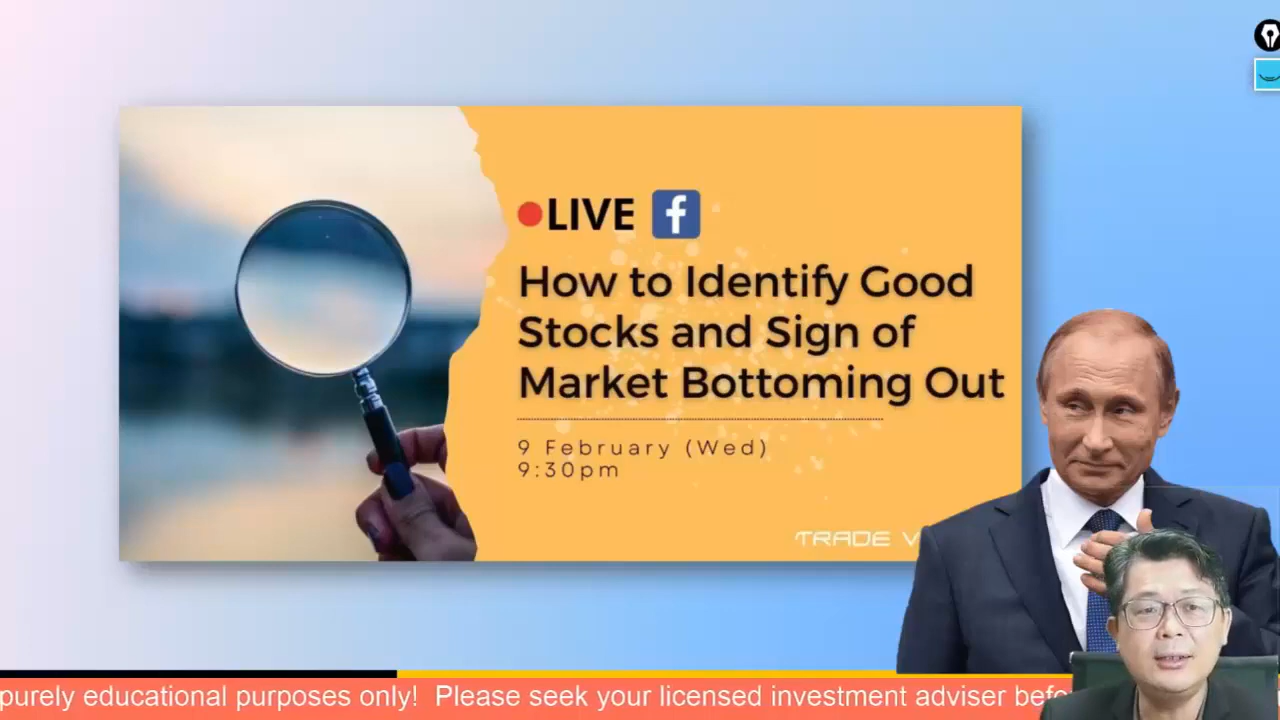 LIVE f
How to Identify Good
Stocks and Sign of
Market Bottoming Out
9 February (Wed)
9:30pm
TRADE
purely educational purposes only!  Please seek your licensed investment adviser